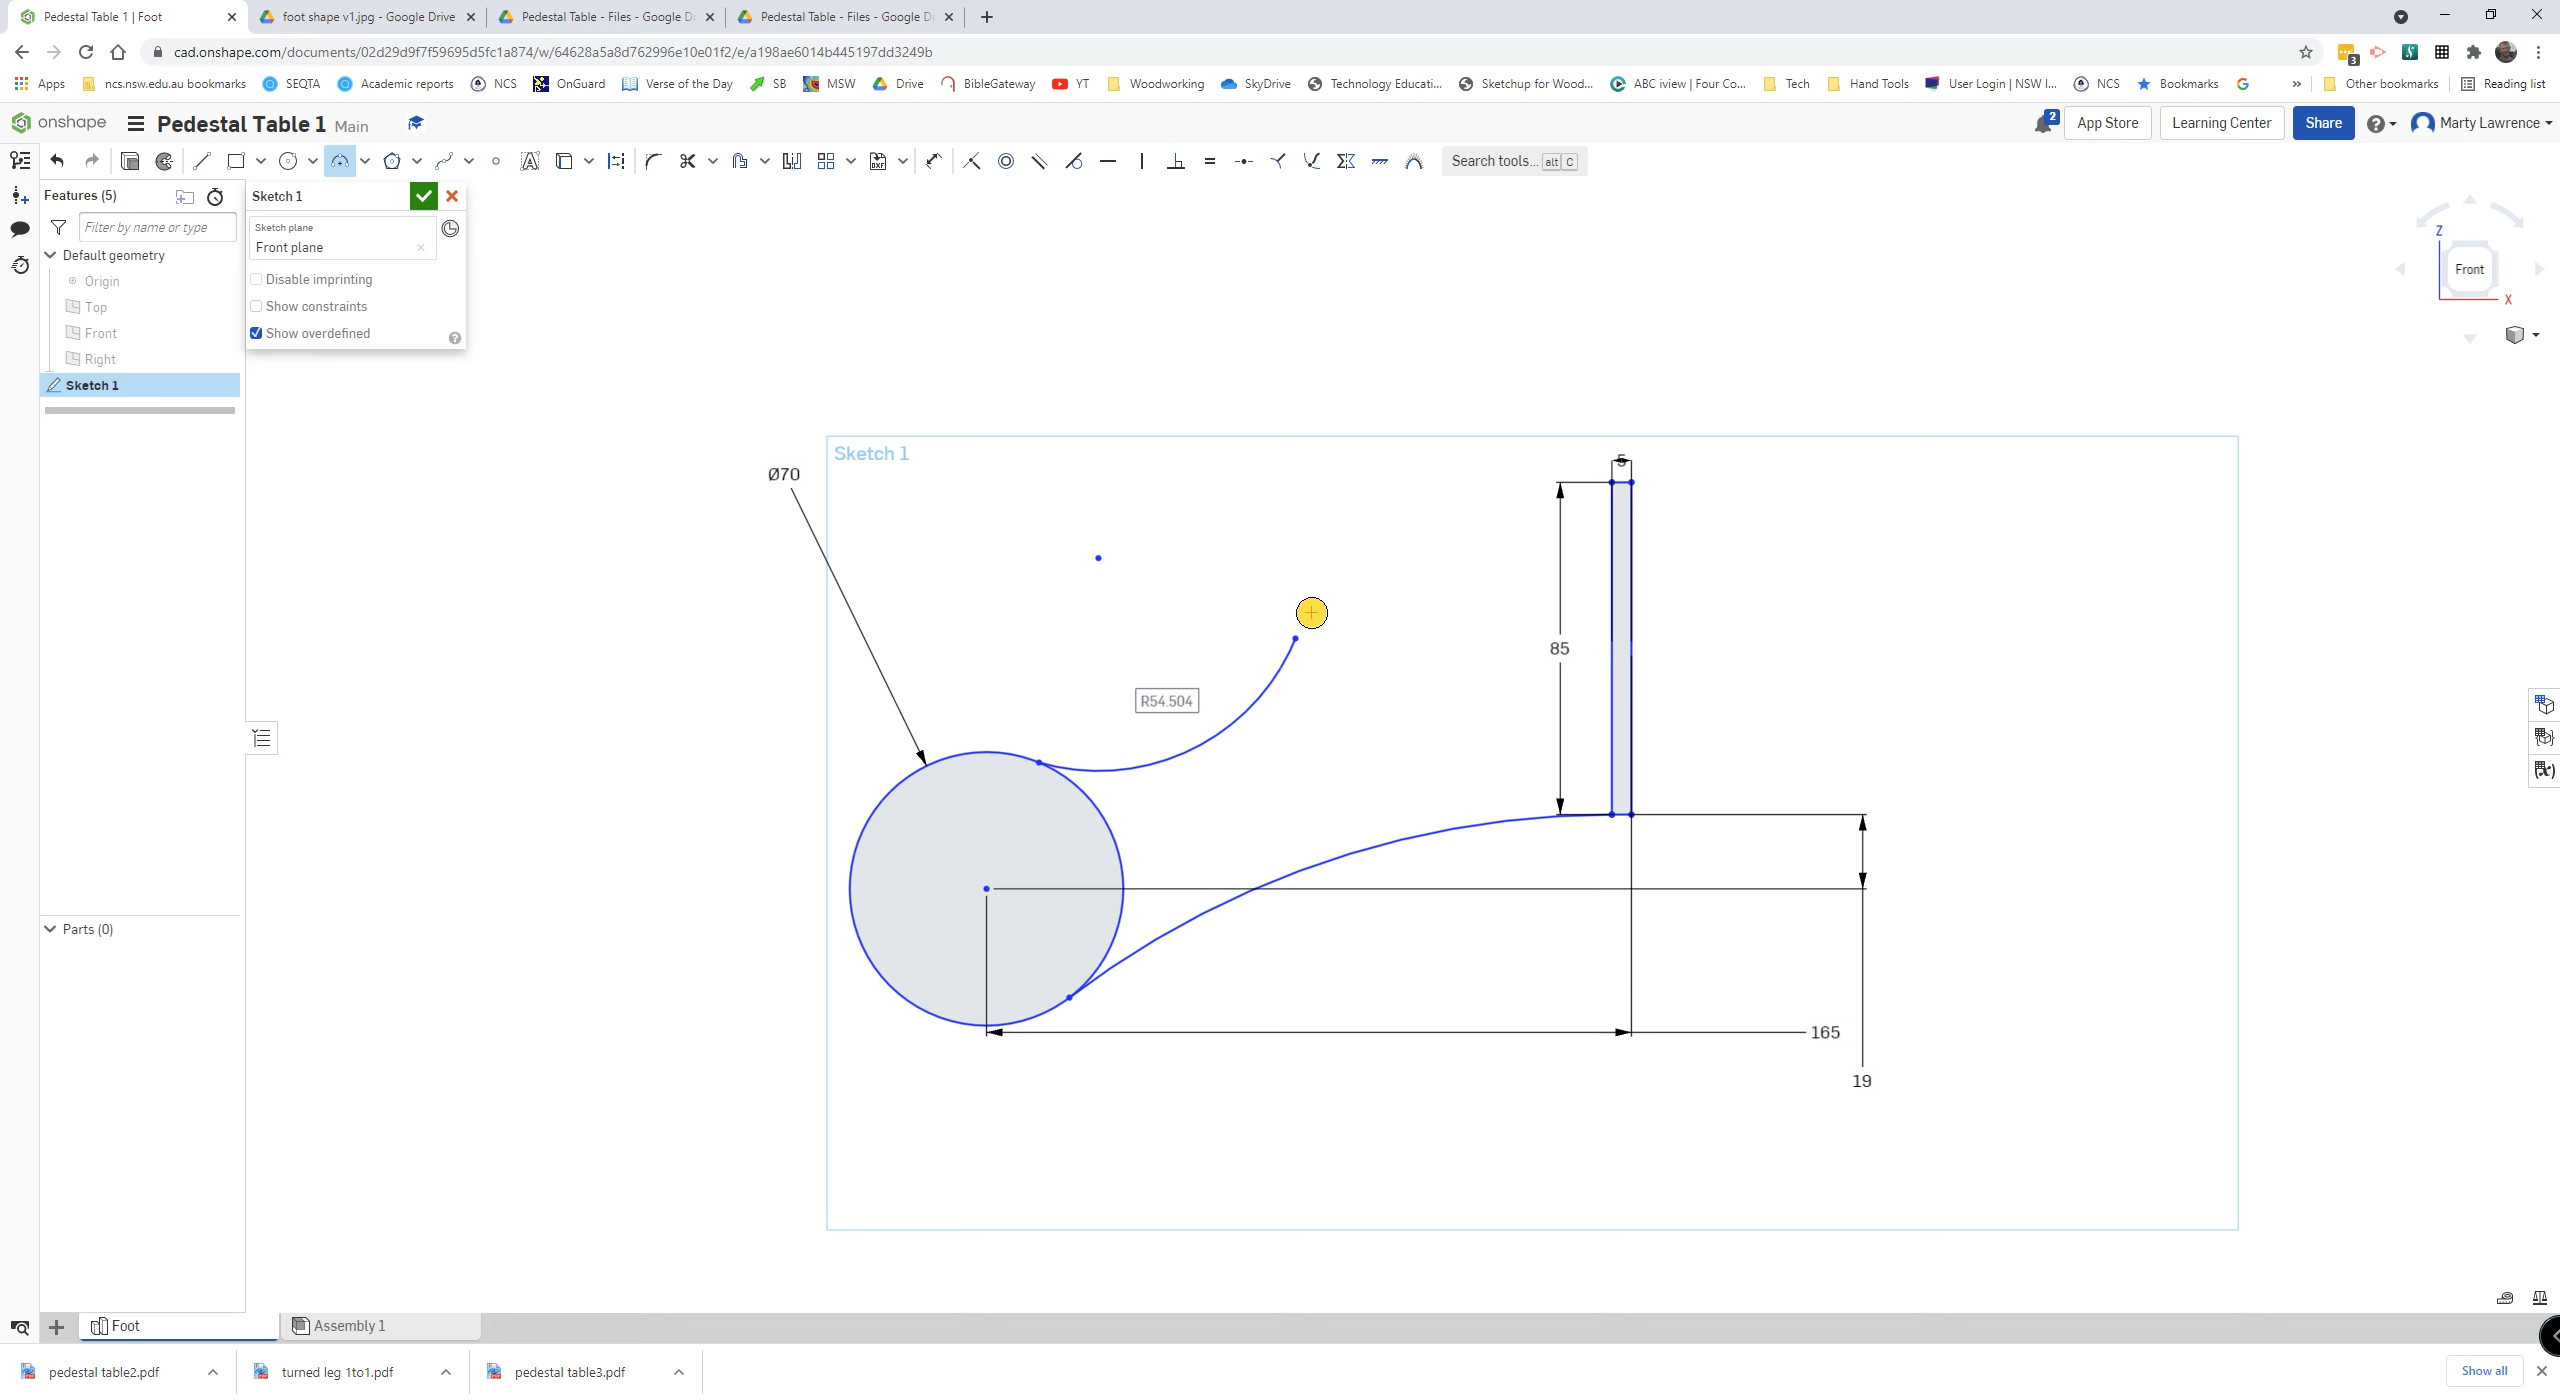 Pedestal Table 1 | Foot
foot shape v1.jpg - Google Drive
Pedestal Table - Files - Google D
Pedestal Table - Files - Google D
cad.onshape.com/documents/02d29d9f7f59695d5fc1a874/w/64628a5a8d762996e10e01f2/e/a198ae6014b445197dd3249b
3
Apps
ncs.nsw.edu.au bookmarks
SEQTA
Academic reports
NCS
OnGuard
Verse of the Day
SB
MSW
Drive
BibleGateway
YT
Woodworking
SkyDrive
Technology Educati...
Sketchup for Wood...
ABC iview | Four Co...
Tech
Hand Tools
User Login | NSW I...
NCS
Bookmarks
»
Other bookmarks
Reading list
onshape
Pedestal Table 1 Main
2
App Store
Learning Center
Share
Marty Lawrence
Search tools... alt C
Features (5)
Filter by name or type
Default geometry
Origin
Top
Front
Right
Sketch 1
Sketch 1
Sketch plane
Front plane
Disable imprinting
Show constraints
Show overdefined
Z
Front
X
Sketch 1
Ø70
5
85
R54.504
165
19
Parts (0)
Foot
Assembly 1
pedestal table2.pdf
turned leg 1to1.pdf
pedestal table3.pdf
Show all